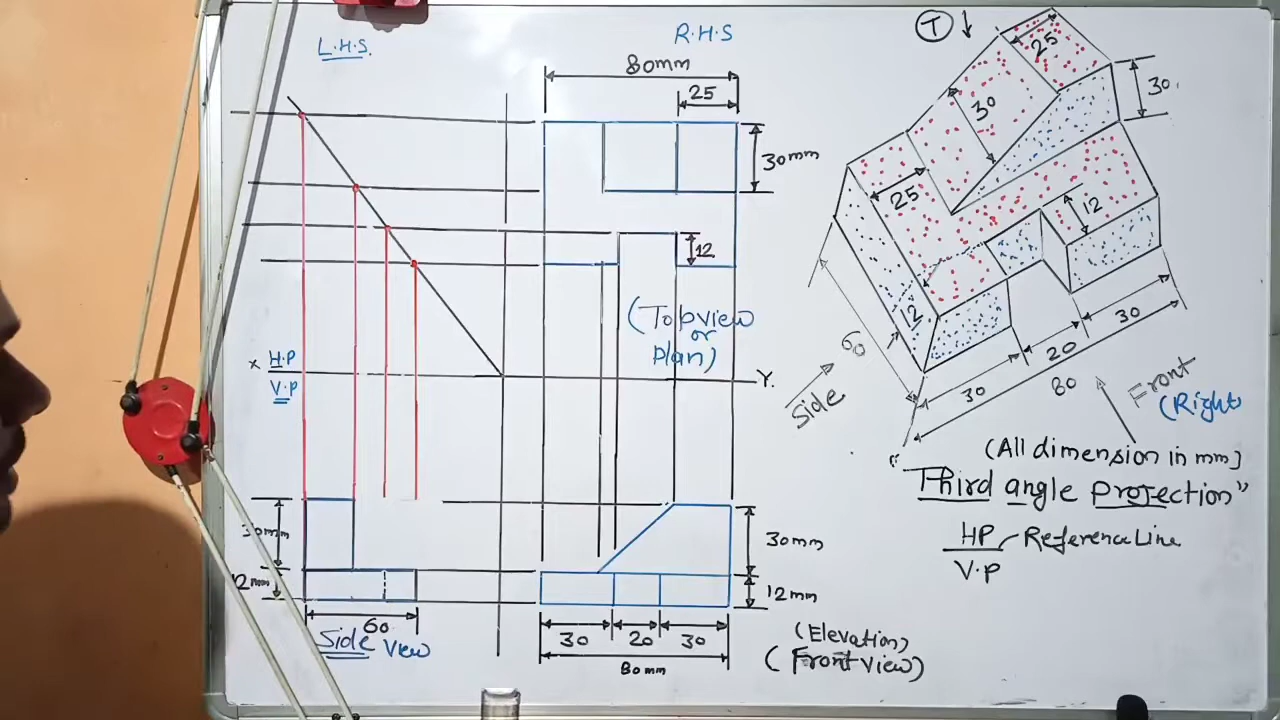 L.H.S.
R.H.S
80mm
25
30mm
12
(Topview
or
Plan)
X H.P
V.P
Y.
30mm
12mm
60
Side View
30mm
12mm
30 20 30
80mm
(Elevation)
(Front view)
T ↓
25
30
30.
25
12
12
60
30 20 30
80
Side
Front
(Right
(All dimension in mm]
"Third angle Projection"
HP
V.P
Reference Line